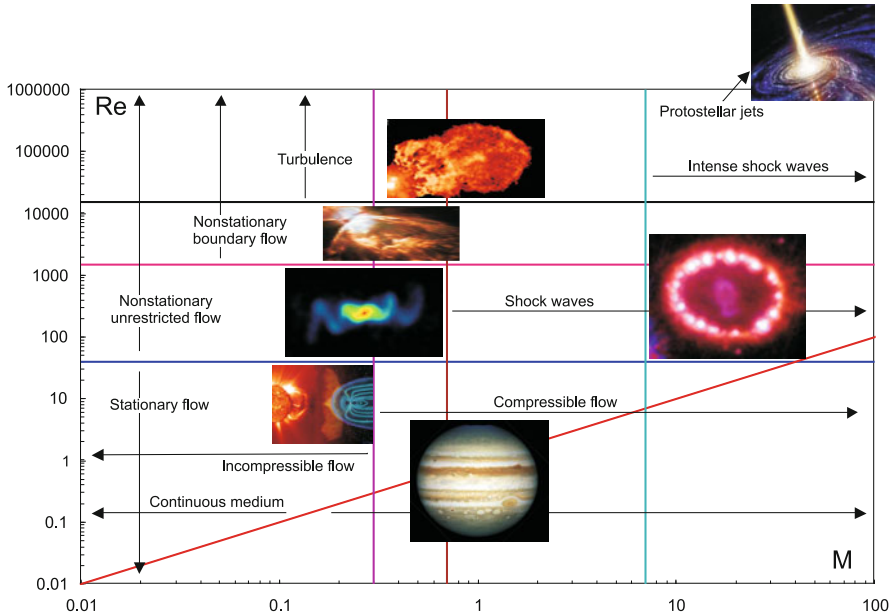 1000000
Re
Protostellar jets
100000
Turbulence
Intense shock waves
10000
Nonstationary
boundary flow
1000
Nonstationary
unrestricted flow
Shock waves
100
10
Stationary flow
Compressible flow
1
Incompressible flow
Continuous medium
0.1
M
0.01
0.01
0.1
1
10
100